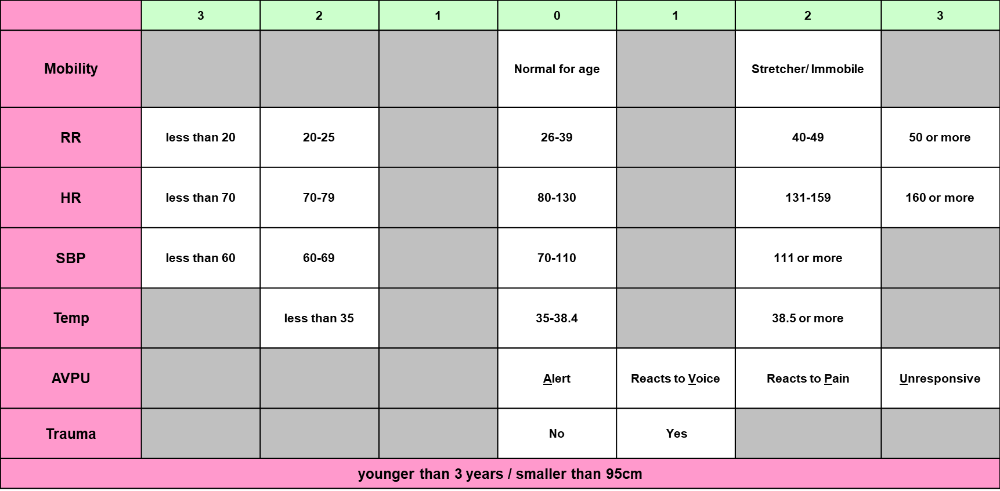 3 2 1 0 1 2 3
Mobility Normal for age Stretcher/ Immobile
RR less than 20 20-25 26-39 40-49 50 or more
HR less than 70 70-79 80-130 131-159 160 or more
SBP less than 60 60-69 70-110 111 or more
Temp less than 35 35-38.4 38.5 or more
AVPU Alert Reacts to Voice Reacts to Pain Unresponsive
Trauma No Yes
younger than 3 years / smaller than 95cm